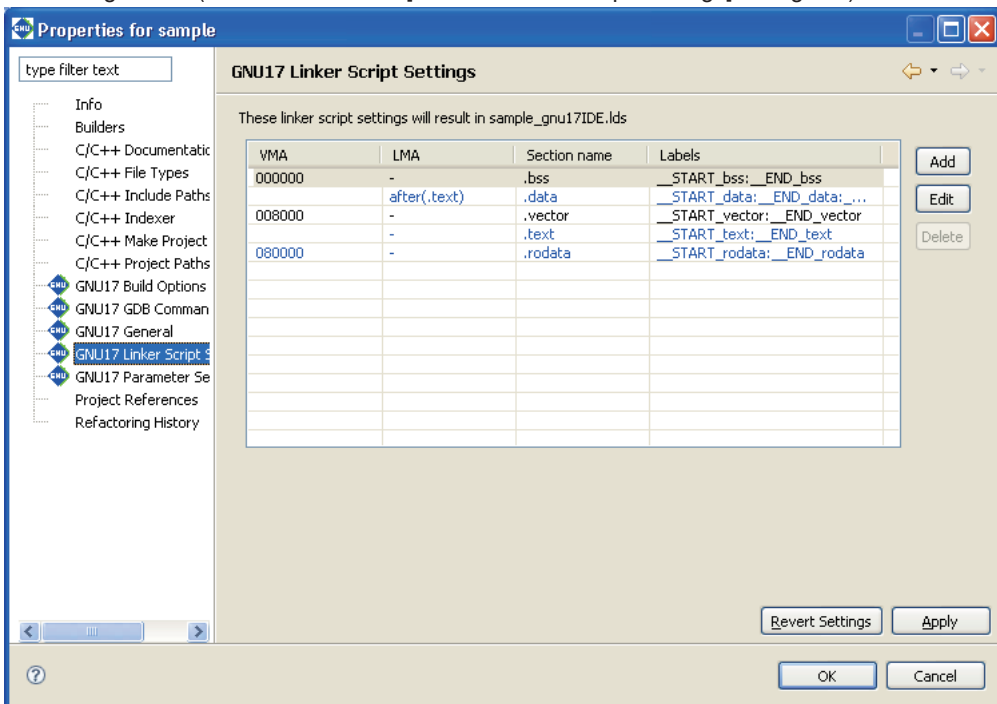 Properties for sample
type filter text
GNU17 Linker Script Settings
Info
Builders
C/C++ Documentatic
C/C++ File Types
C/C++ Include Paths
C/C++ Indexer
C/C++ Make Project
C/C++ Project Paths
GNU17 Build Options
GNU17 GDB Comman
GNU17 General
GNU17 Linker Script S
GNU17 Parameter Se
Project References
Refactoring History
These linker script settings will result in sample_gnu17IDE.lds
VMA LMA Section name Labels
000000 - .bss __START_bss:__END_bss
after(.text) .data __START_data:__END_data:_...
008000 - .vector __START_vector:__END_vector
- .text __START_text:__END_text
080000 - .rodata __START_rodata:__END_rodata
Add
Edit
Delete
Revert Settings Apply
OK Cancel